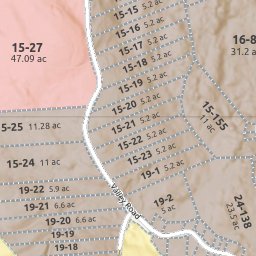 15-15 5.2 ac
15-16 5.2 ac
15-17 5.2 ac
15-18 5.2 ac
15-19 5.2 ac
15-20 5.2 ac
15-21 5.2 ac
15-22 5.2 ac
15-23 5.2 ac
19-1 5.2 ac
19-2
5 ac
15-27
47.09 ac
16-8
31.2 a
15-155
11 ac
24-138
23.5 ac
5-25 11.28 ac
15-24 11 ac
19-22 5.9 ac
19-21 6.6 ac
19-20 6.6 ac
19-19
19-18
Valley Road